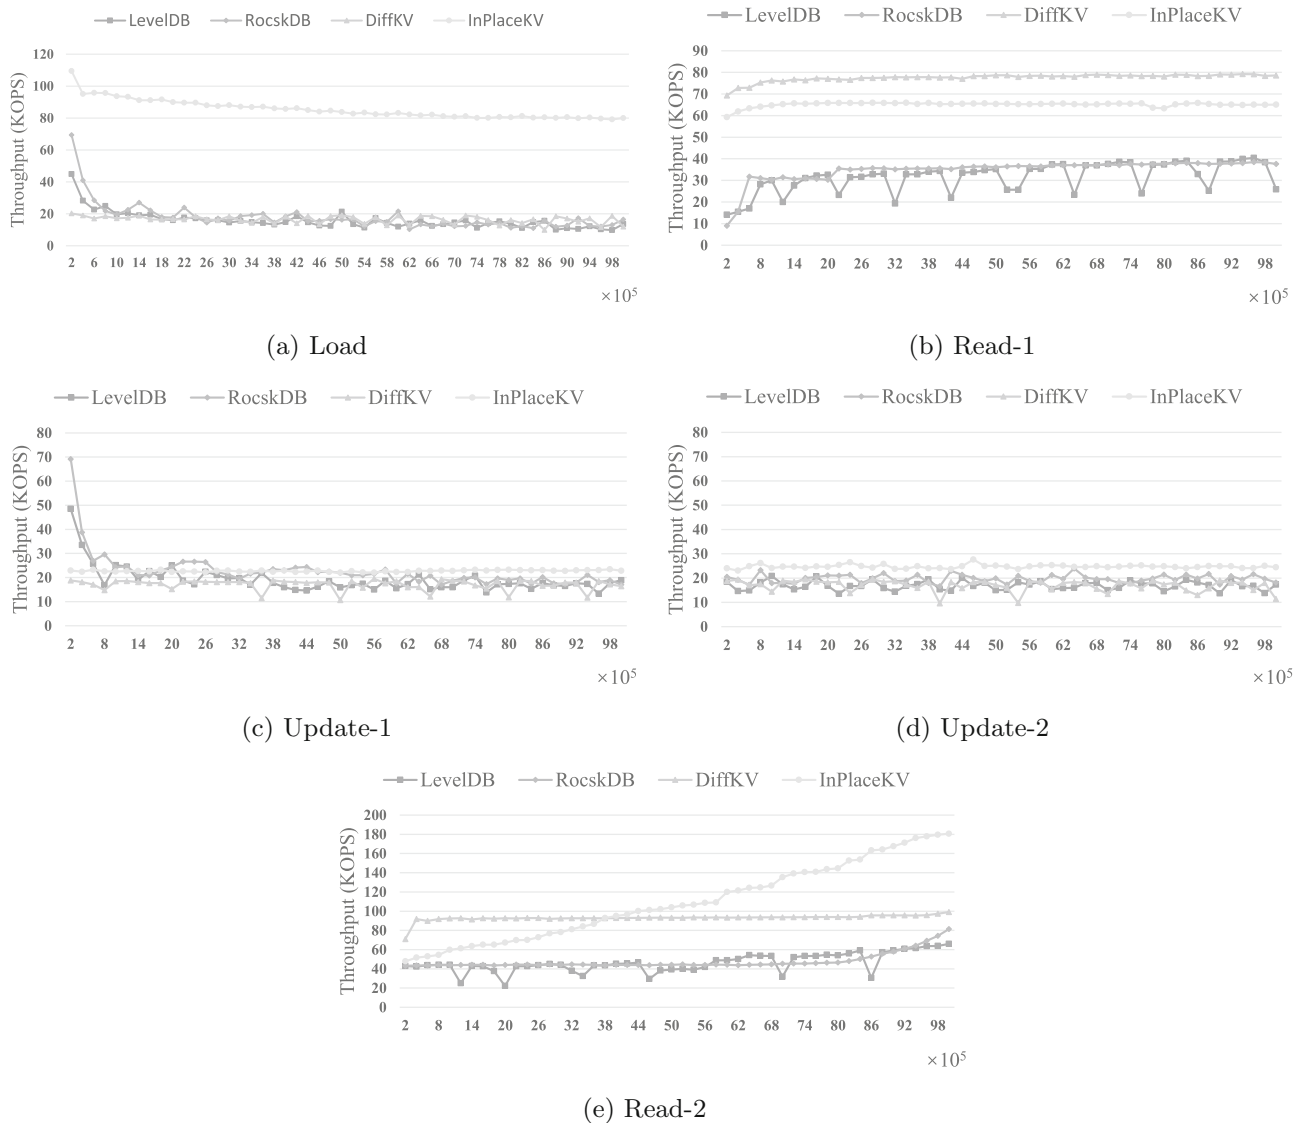 LevelDB RocskDB DiffKV InPlaceKV
Throughput (KOPS)
120
100
80
60
40
20
0
2 6 10 14 18 22 26 30 34 38 42 46 50 54 58 62 66 70 74 78 82 86 90 94 98
×10⁵
(a) Load
LevelDB RocskDB DiffKV InPlaceKV
Throughput (KOPS)
90
80
70
60
50
40
30
20
10
0
2 8 14 20 26 32 38 44 50 56 62 68 74 80 86 92 98
×10⁵
(b) Read-1
LevelDB RocskDB DiffKV InPlaceKV
Throughput (KOPS)
80
70
60
50
40
30
20
10
0
2 8 14 20 26 32 38 44 50 56 62 68 74 80 86 92 98
×10⁵
(c) Update-1
LevelDB RocskDB DiffKV InPlaceKV
Throughput (KOPS)
80
70
60
50
40
30
20
10
0
2 8 14 20 26 32 38 44 50 56 62 68 74 80 86 92 98
×10⁵
(d) Update-2
LevelDB RocskDB DiffKV InPlaceKV
Throughput (KOPS)
200
180
160
140
120
100
80
60
40
20
0
2 8 14 20 26 32 38 44 50 56 62 68 74 80 86 92 98
×10⁵
(e) Read-2